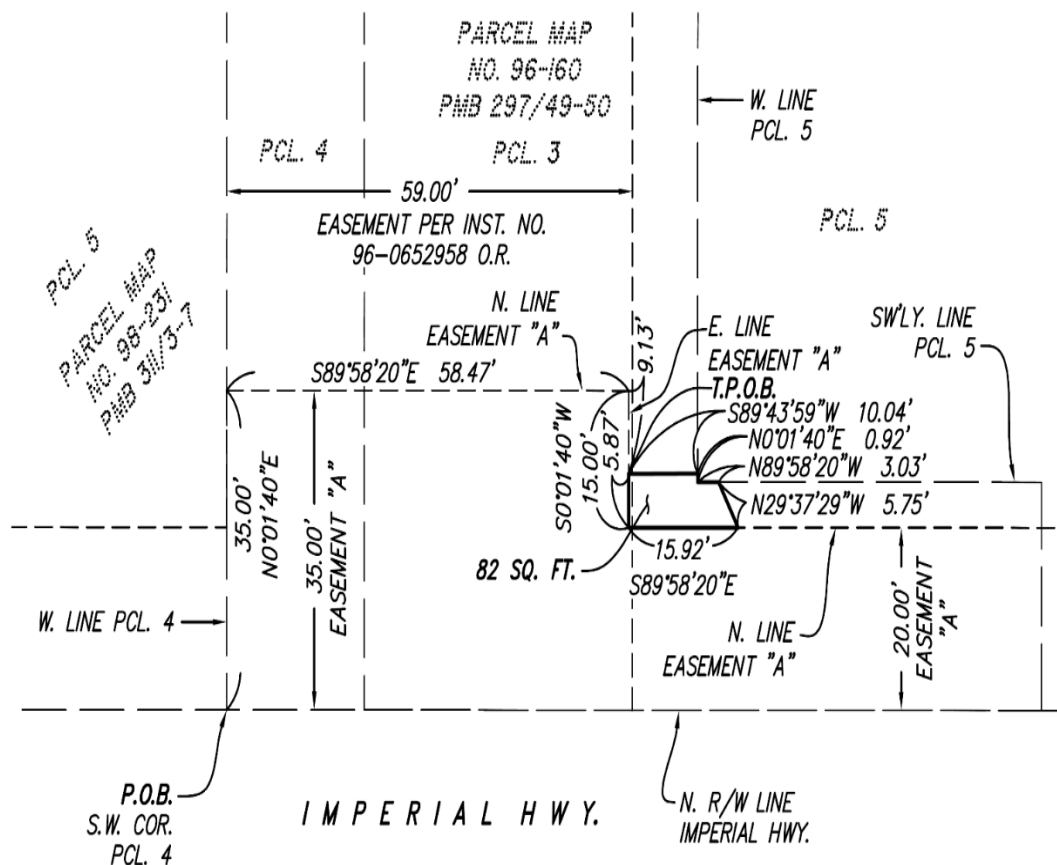 PARCEL MAP
NO. 96-160
PMB 297/49-50
W. LINE
PCL. 5
PCL. 4
PCL. 3
59.00'
EASEMENT PER INST. NO.
96-0652958 O.R.
PCL. 5
PCL. 5
PARCEL MAP
NO. 98-231
PMB 311/3-7
N. LINE
EASEMENT "A"
S89°58'20"E 58.47'
9.13'
E. LINE
EASEMENT "A"
SW'LY. LINE
PCL. 5
T.P.O.B.
S89°43'59"W 10.04'
N0°01'40"E 0.92'
N89°58'20"W 3.03'
N29°37'29"W 5.75'
S0°01'40"W
15.00'
5.87'
35.00'
N0°01'40"E
35.00'
EASEMENT "A"
15.92'
S89°58'20"E
82 SQ. FT.
W. LINE PCL. 4
N. LINE
EASEMENT "A"
20.00'
EASEMENT
"A"
P.O.B.
S.W. COR.
PCL. 4
IMPERIAL HWY.
N. R/W LINE
IMPERIAL HWY.